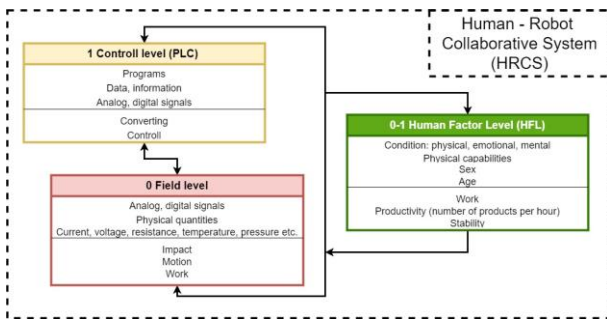 Human - Robot
Collaborative System
(HRCS)
1 Controll level (PLC)
Programs
Data, information
Analog, digital signals
Converting
Controll
0-1 Human Factor Level (HFL)
Condition: physical, emotional, mental
Physical capabilities
Sex
Age
Work
Productivity (number of products per hour)
Stability
0 Field level
Analog, digital signals
Physical quantities
Current, voltage, resistance, temperature, pressure etc.
Impact
Motion
Work